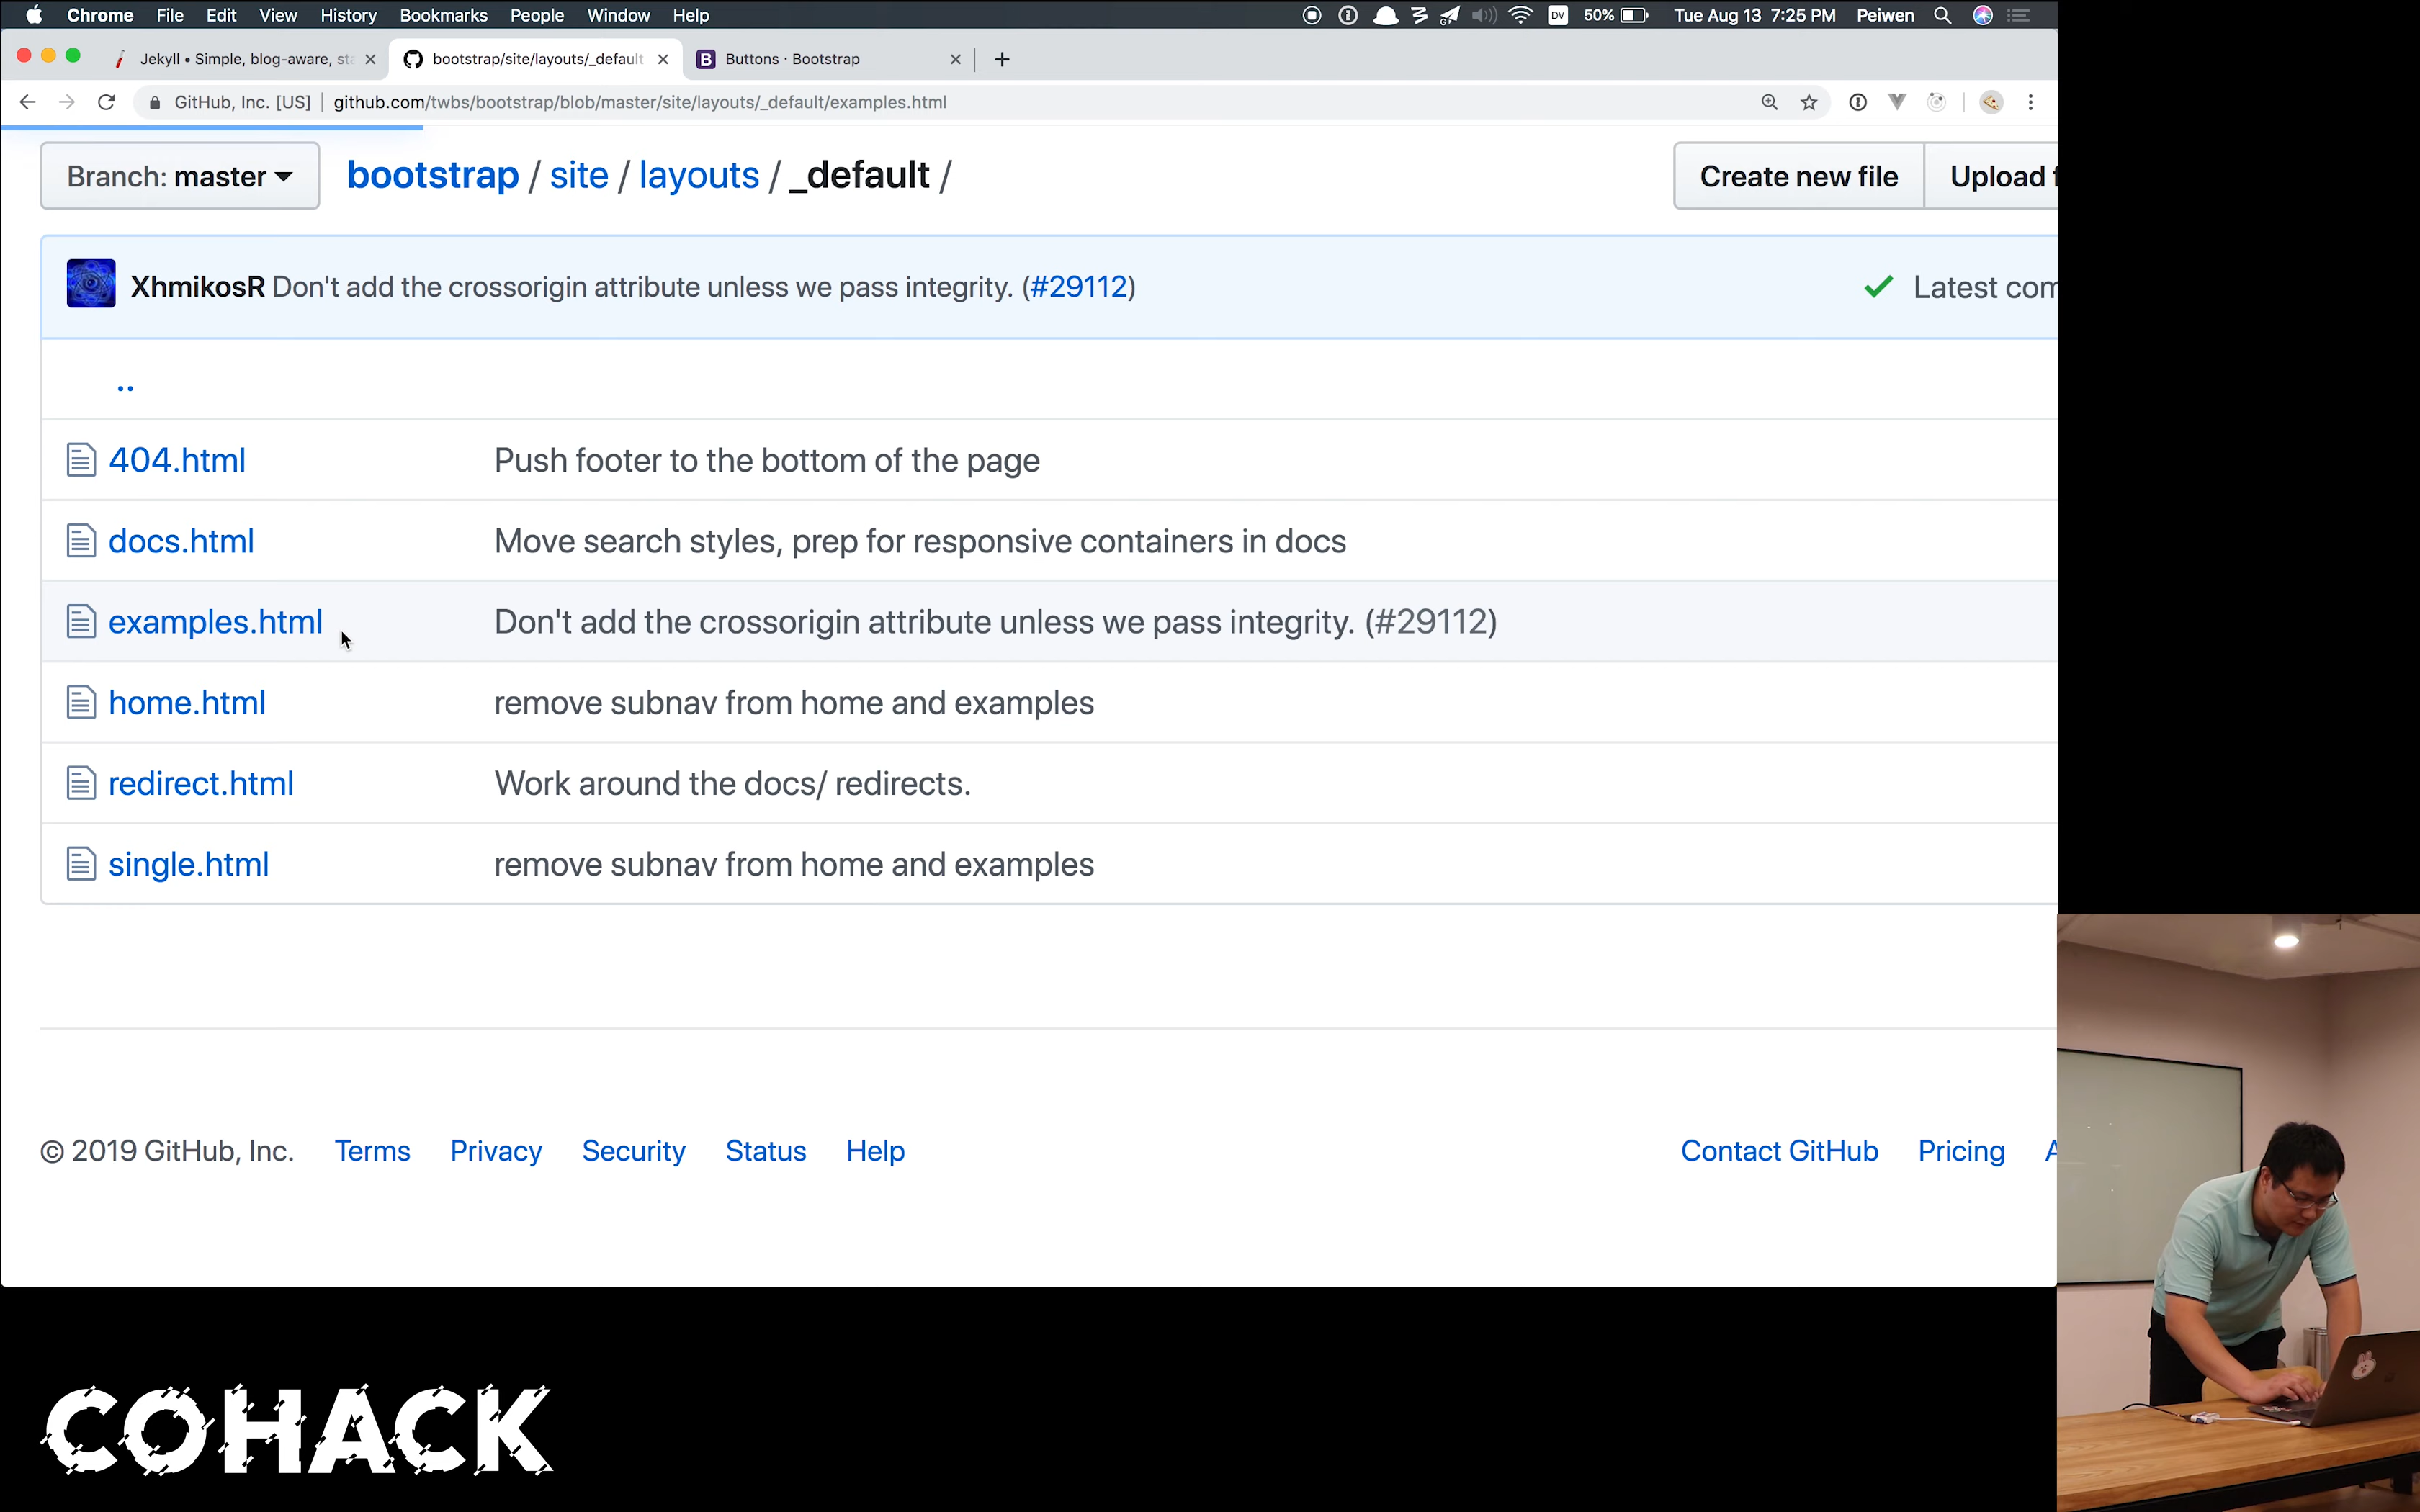 Chrome File Edit View History Bookmarks People Window Help DV 50% Tue Aug 13 7:25 PM Peiwen
Jekyll • Simple, blog-aware, sta bootstrap/site/layouts/_default B Buttons · Bootstrap
GitHub, Inc. [US] github.com/twbs/bootstrap/blob/master/site/layouts/_default/examples.html
Branch: master bootstrap / site / layouts / _default / Create new file Upload f
XhmikosR Don't add the crossorigin attribute unless we pass integrity. (#29112) Latest com
..
404.html Push footer to the bottom of the page
docs.html Move search styles, prep for responsive containers in docs
examples.html Don't add the crossorigin attribute unless we pass integrity. (#29112)
home.html remove subnav from home and examples
redirect.html Work around the docs/ redirects.
single.html remove subnav from home and examples
© 2019 GitHub, Inc. Terms Privacy Security Status Help Contact GitHub Pricing A
COHACK